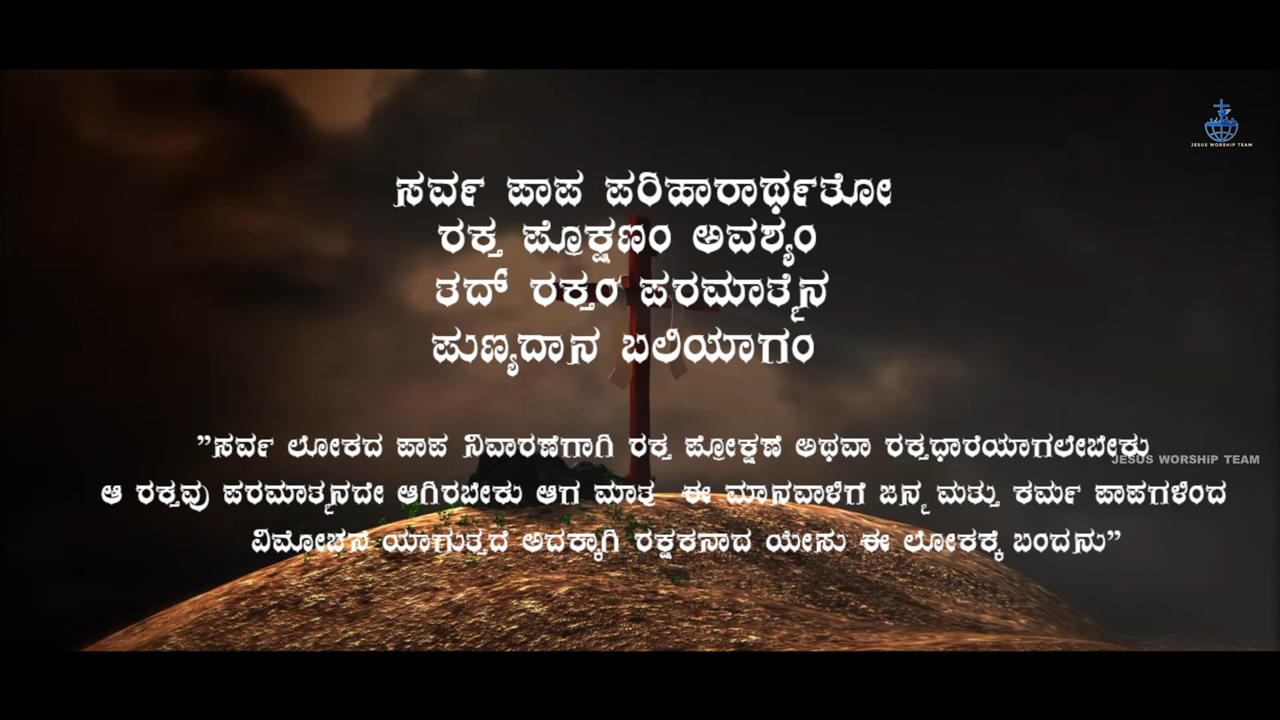 JESUS WORSHIP TEAM
ಸರ್ವ ಪಾಪ ಪರಿಹಾರಾರ್ಥತೋ
ರಕ್ತ ಪ್ರೊಕ್ಷಣಂ ಅವಶ್ಯಂ
ತದ್ ರಕ್ತಂ ಪರಮಾತ್ಮೆನ
ಪುಣ್ಯದಾನ ಬಲಿಯಾಗಂ
”ಸರ್ವ ಲೋಕದ ಪಾಪ ನಿವಾರಣೆಗಾಗಿ ರಕ್ತ ಪ್ರೋಕ್ಷಣೆ ಅಥವಾ ರಕ್ತಧಾರೆಯಾಗಲೇಬೇಕು
JESUS WORSHiP TEAM
ಆ ರಕ್ತವು ಪರಮಾತ್ಮನದೇ ಆಗಿರಬೇಕು ಆಗ ಮಾತ್ರ ಈ ಮಾನವಾಳಿಗೆ ಜನ್ಮ ಮತ್ತು ಕರ್ಮ ಪಾಪಗಳಿಂದ
ವಿಮೋಚನೆ ಯಾಗುತ್ತದೆ ಅದಕ್ಕಾಗಿ ರಕ್ಷಕನಾದ ಯೇಸು ಈ ಲೋಕಕ್ಕೆ ಬಂದನು”